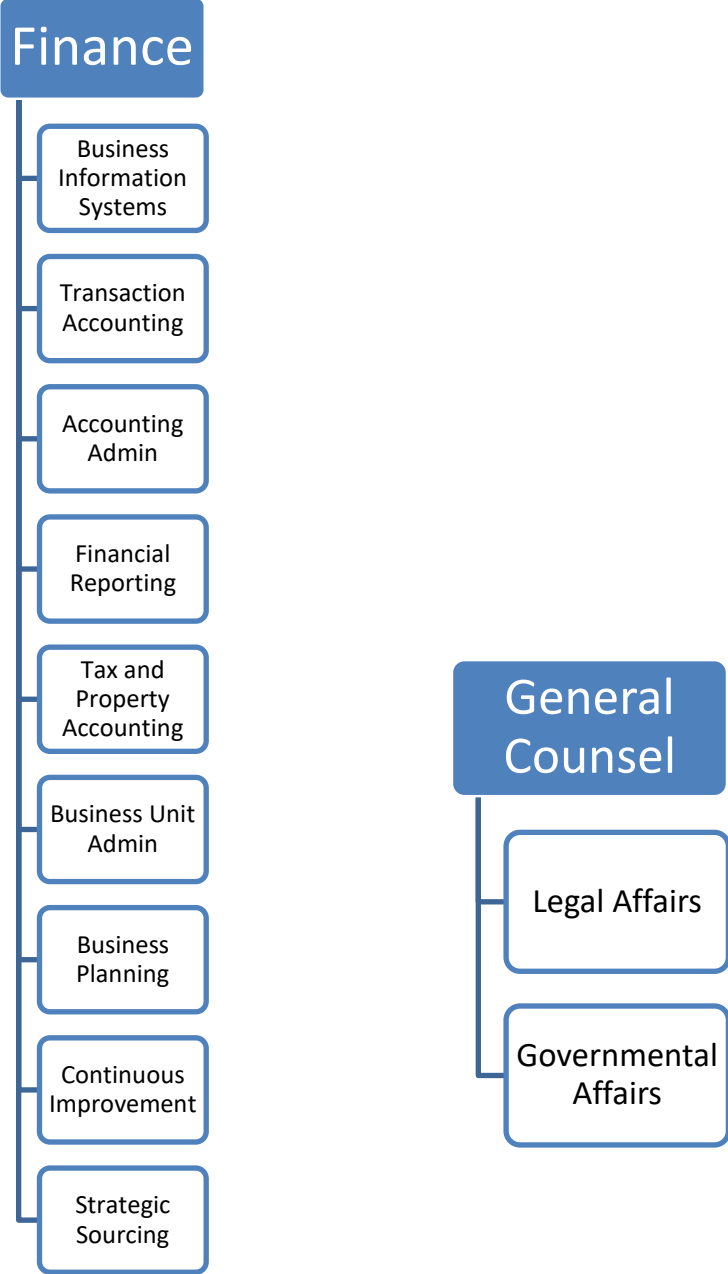 Finance
Business
Information
Systems
Transaction
Accounting
Accounting
Admin
Financial
Reporting
Tax and
Property
Accounting
Business Unit
Admin
Business
Planning
Continuous
Improvement
Strategic
Sourcing
General
Counsel
Legal Affairs
Governmental
Affairs